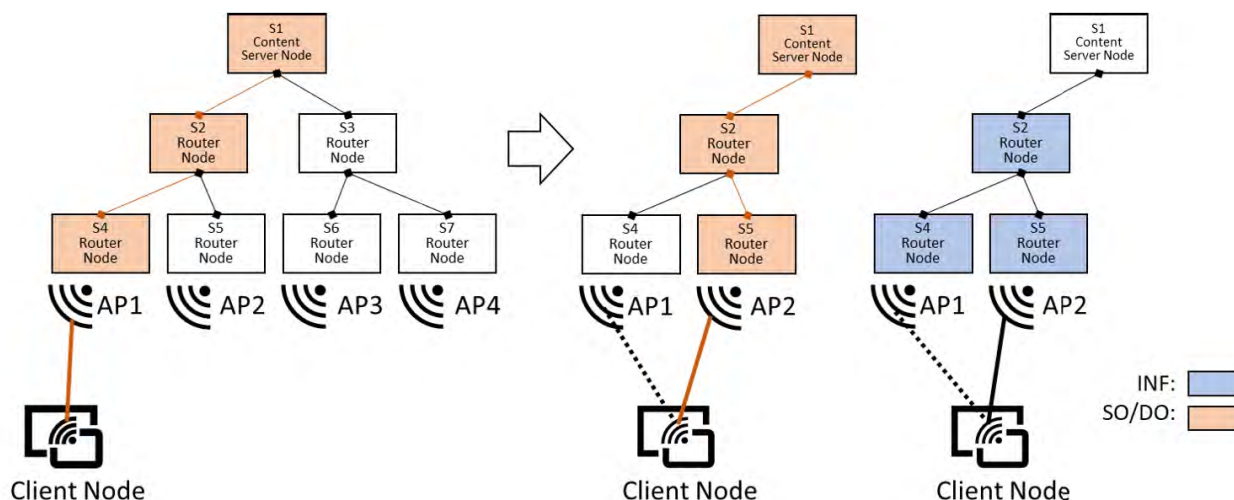 S1
Content
Server Node
S2
Router
Node
S3
Router
Node
S4
Router
Node
S5
Router
Node
S6
Router
Node
S7
Router
Node
AP1
AP2
AP3
AP4
Client Node
S1
Content
Server Node
S2
Router
Node
S4
Router
Node
S5
Router
Node
AP1
AP2
Client Node
S1
Content
Server Node
S2
Router
Node
S4
Router
Node
S5
Router
Node
AP1
AP2
Client Node
INF:
SO/DO: